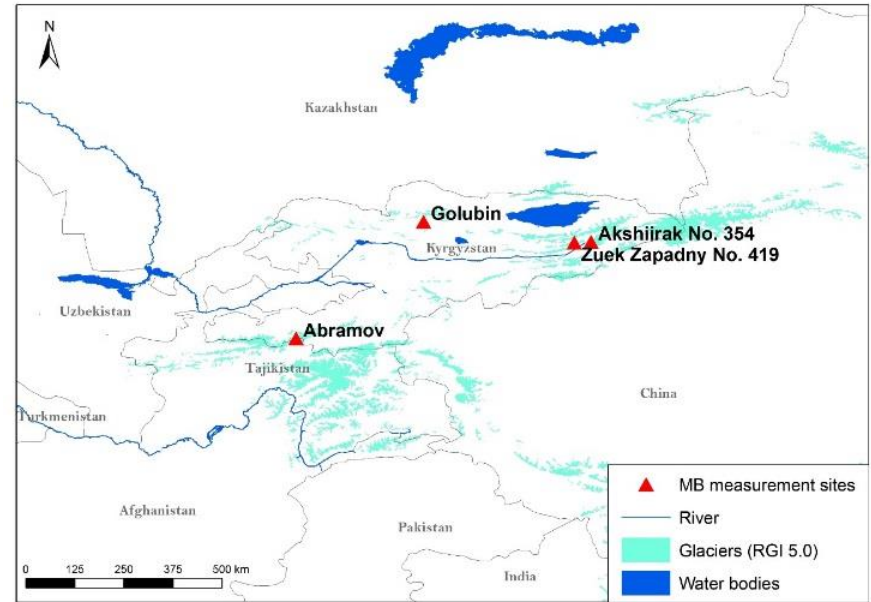 N
Kazakhstan
Golubin
Akshiirak No. 354
Kyrgyzstan
Zuek Zapadny No. 419
Uzbekistan
Abramov
Tajikistan
China
Turkmenistan
Afghanistan
Pakistan
India
0 125 250 375 500 km
MB measurement sites
River
Glaciers (RGI 5.0)
Water bodies